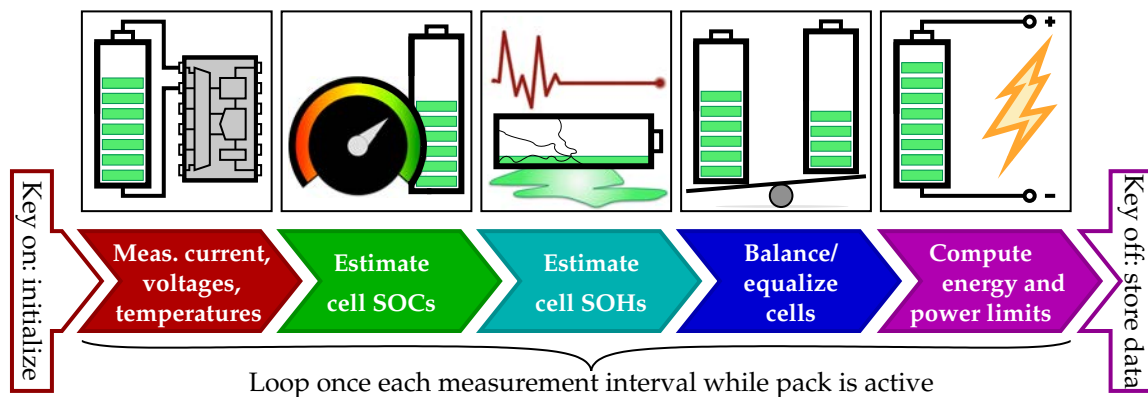 Key on: initialize
+
-
Meas. current,
voltages,
temperatures
Estimate
cell SOCs
Estimate
cell SOHs
Balance/
equalize
cells
Compute
energy and
power limits
Key off: store data
Loop once each measurement interval while pack is active